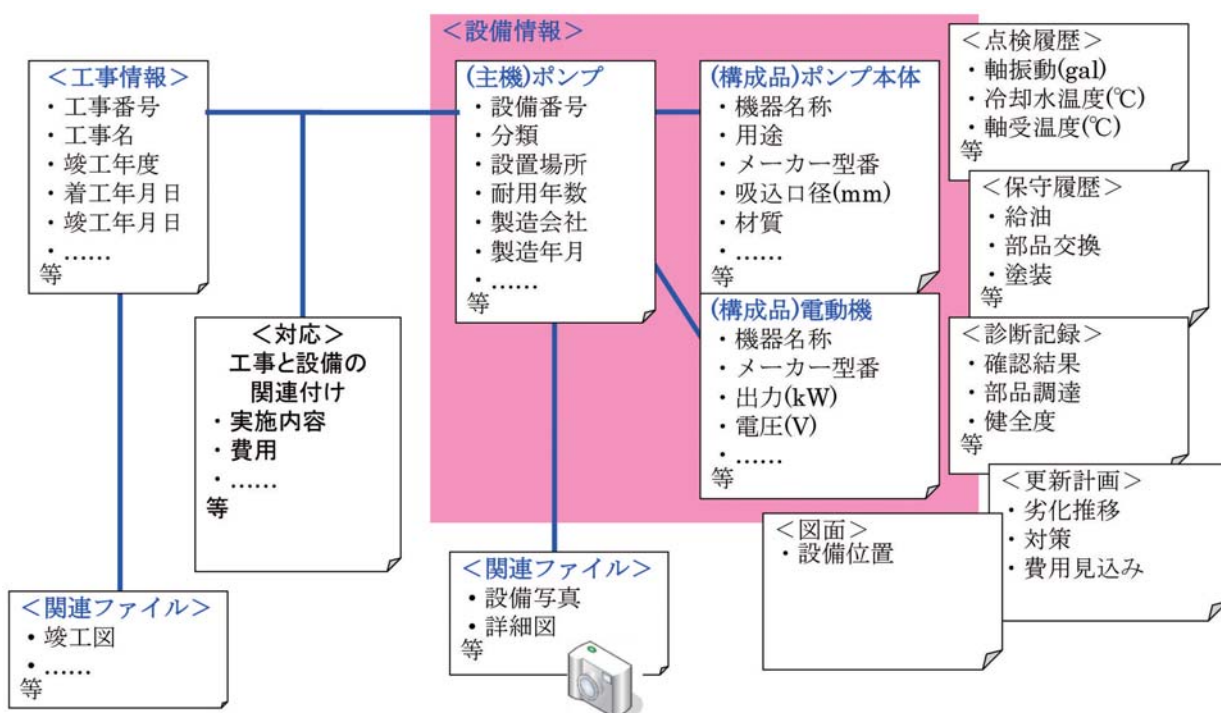 ＜設備情報＞
＜工事情報＞
・工事番号
・工事名
・竣工年度
・着工年月日
・竣工年月日
・……
等
(主機)ポンプ
・設備番号
・分類
・設置場所
・耐用年数
・製造会社
・製造年月
・……
等
(構成品)ポンプ本体
・機器名称
・用途
・メーカー型番
・吸込口径(mm)
・材質
・……
等
＜点検履歴＞
・軸振動(gal)
・冷却水温度(℃)
・軸受温度(℃)
等
＜保守履歴＞
・給油
・部品交換
・塗装
等
＜対応＞
工事と設備の
関連付け
・実施内容
・費用
・……
等
(構成品)電動機
・機器名称
・メーカー型番
・出力(kW)
・電圧(V)
・……
等
＜診断記録＞
・確認結果
・部品調達
・健全度
等
＜更新計画＞
・劣化推移
・対策
・費用見込み
＜図面＞
・設備位置
＜関連ファイル＞
・竣工図
・……
等
＜関連ファイル＞
・設備写真
・詳細図
等